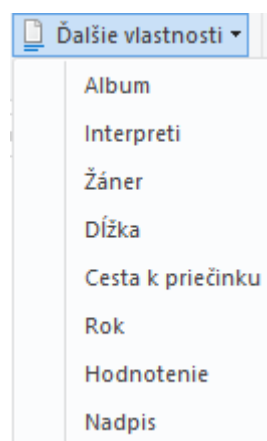 Ďalšie vlastnosti
Album
Interpreti
Žáner
Dĺžka
Cesta k priečinku
Rok
Hodnotenie
Nadpis